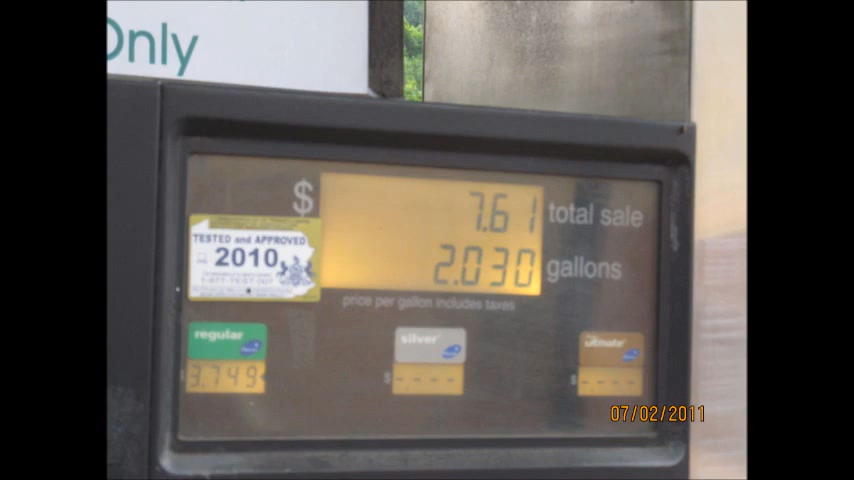 Only
$ 7.61 total sale
2.030 gallons
TESTED and APPROVED
2010
price per gallon includes taxes
regular
3.749
silver
$ - - - -
ultimate
$ - - - -
07/02/2011